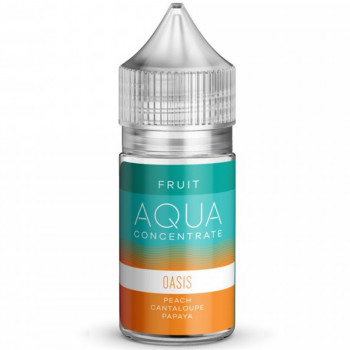 FRUIT
AQUA
CONCENTRATE
OASIS
PEACH
CANTALOUPE
PAPAYA